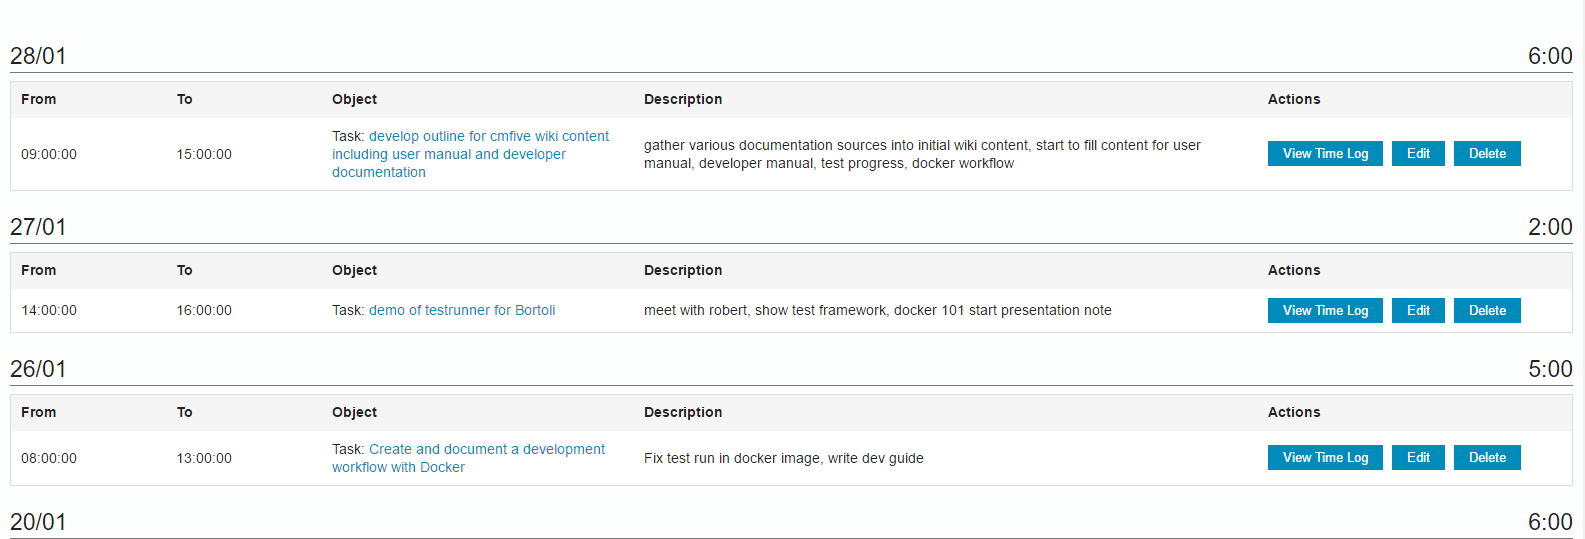 28/01 6:00
From To Object Description Actions
Task: develop outline for cmfive wiki content
including user manual and developer
documentation
09:00:00 15:00:00
gather various documentation sources into initial wiki content, start to fill content for user
manual, developer manual, test progress, docker workflow
View Time Log Edit Delete
27/01 2:00
From To Object Description Actions
14:00:00 16:00:00 Task: demo of testrunner for Bortoli meet with robert, show test framework, docker 101 start presentation note View Time Log Edit Delete
26/01 5:00
From To Object Description Actions
08:00:00 13:00:00
Task: Create and document a development
workflow with Docker
Fix test run in docker image, write dev guide View Time Log Edit Delete
20/01 6:00